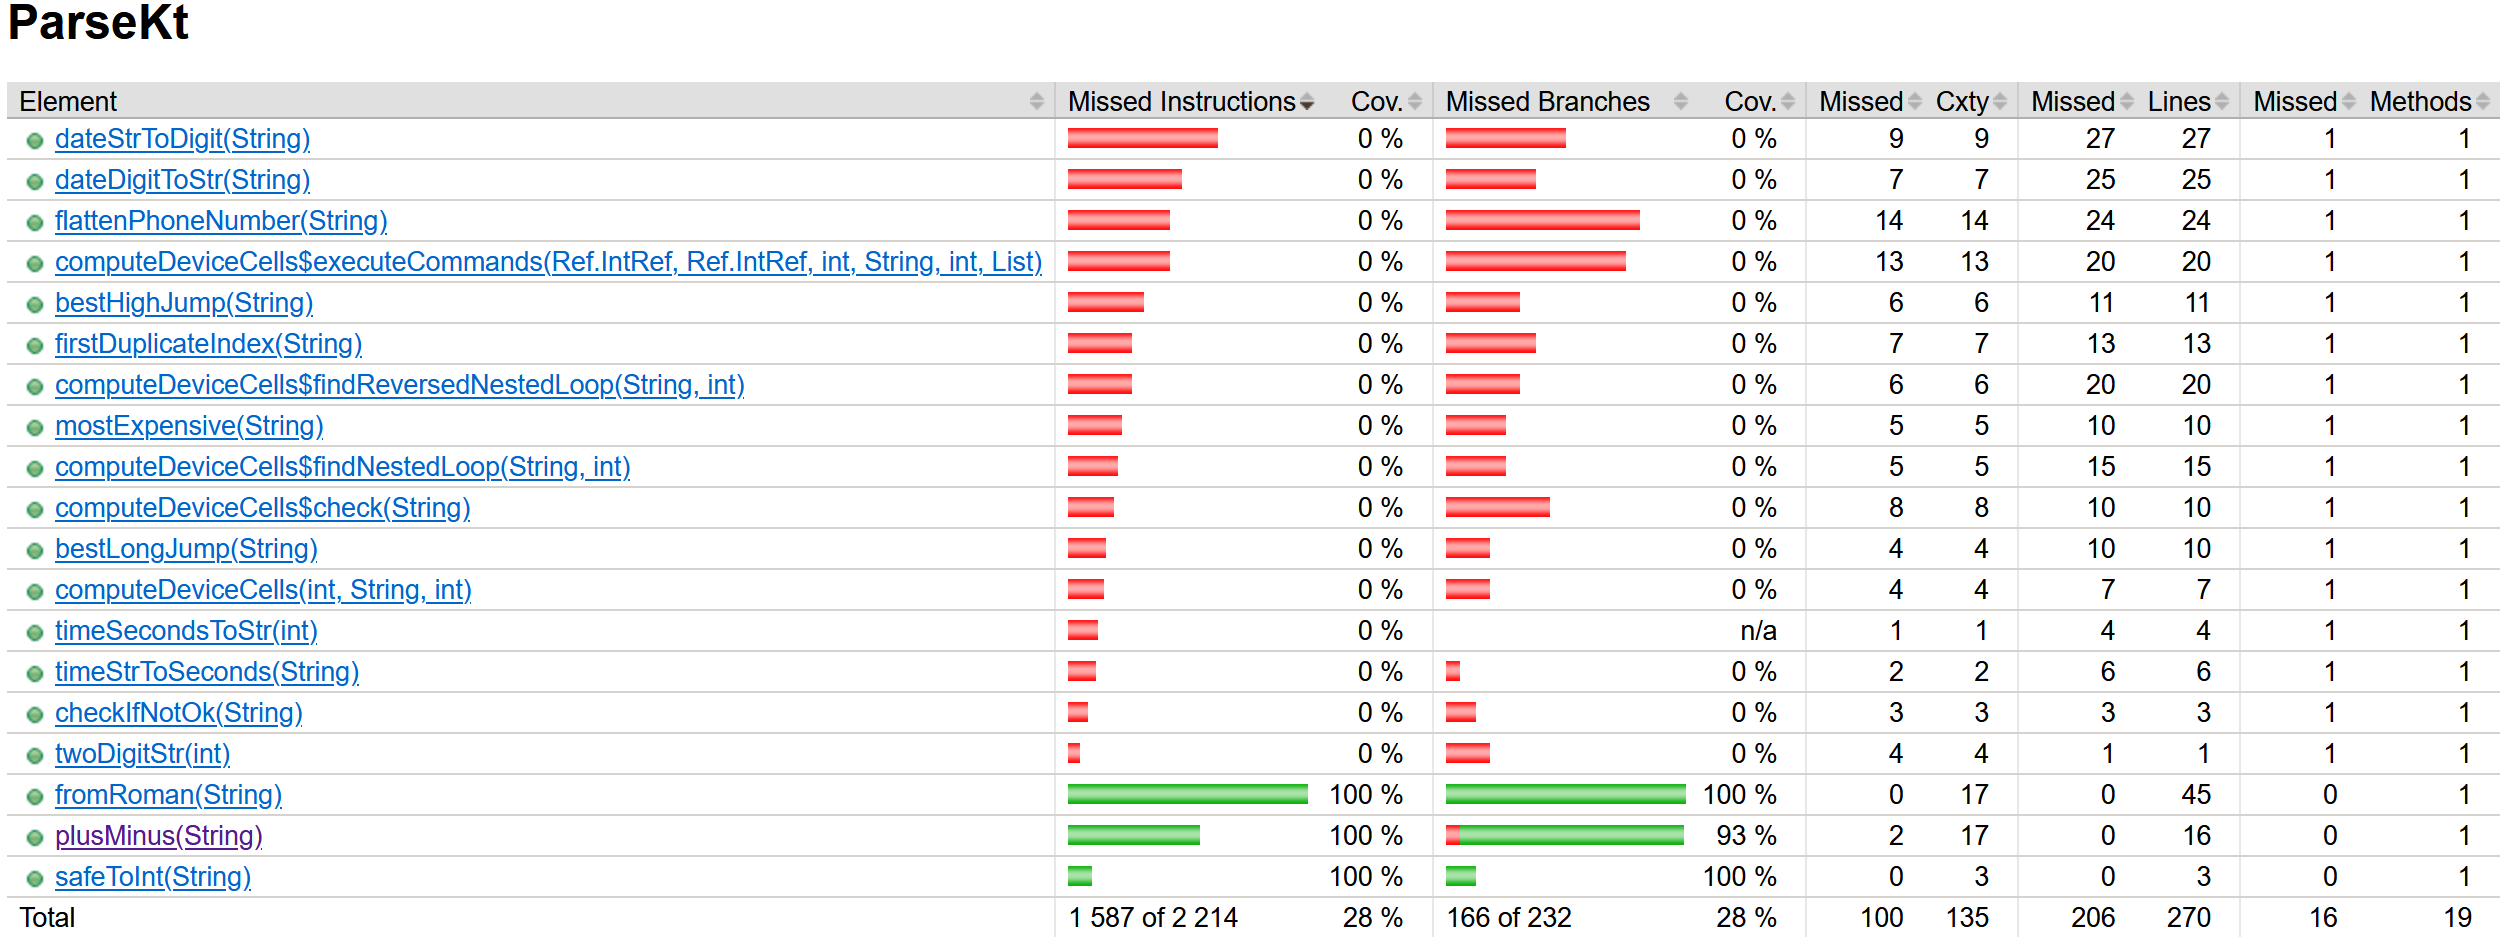 ParseKt
Element Missed Instructions Cov. Missed Branches Cov. Missed Cxty Missed Lines Missed Methods
dateStrToDigit(String) 0 % 0 % 9 9 27 27 1 1
dateDigitToStr(String) 0 % 0 % 7 7 25 25 1 1
flattenPhoneNumber(String) 0 % 0 % 14 14 24 24 1 1
computeDeviceCells$executeCommands(Ref.IntRef, Ref.IntRef, int, String, int, List) 0 % 0 % 13 13 20 20 1 1
bestHighJump(String) 0 % 0 % 6 6 11 11 1 1
firstDuplicateIndex(String) 0 % 0 % 7 7 13 13 1 1
computeDeviceCells$findReversedNestedLoop(String, int) 0 % 0 % 6 6 20 20 1 1
mostExpensive(String) 0 % 0 % 5 5 10 10 1 1
computeDeviceCells$findNestedLoop(String, int) 0 % 0 % 5 5 15 15 1 1
computeDeviceCells$check(String) 0 % 0 % 8 8 10 10 1 1
bestLongJump(String) 0 % 0 % 4 4 10 10 1 1
computeDeviceCells(int, String, int) 0 % 0 % 4 4 7 7 1 1
timeSecondsToStr(int) 0 % n/a 1 1 4 4 1 1
timeStrToSeconds(String) 0 % 0 % 2 2 6 6 1 1
checkIfNotOk(String) 0 % 0 % 3 3 3 3 1 1
twoDigitStr(int) 0 % 0 % 4 4 1 1 1 1
fromRoman(String) 100 % 100 % 0 17 0 45 0 1
plusMinus(String) 100 % 93 % 2 17 0 16 0 1
safeToInt(String) 100 % 100 % 0 3 0 3 0 1
Total 1 587 of 2 214 28 % 166 of 232 28 % 100 135 206 270 16 19